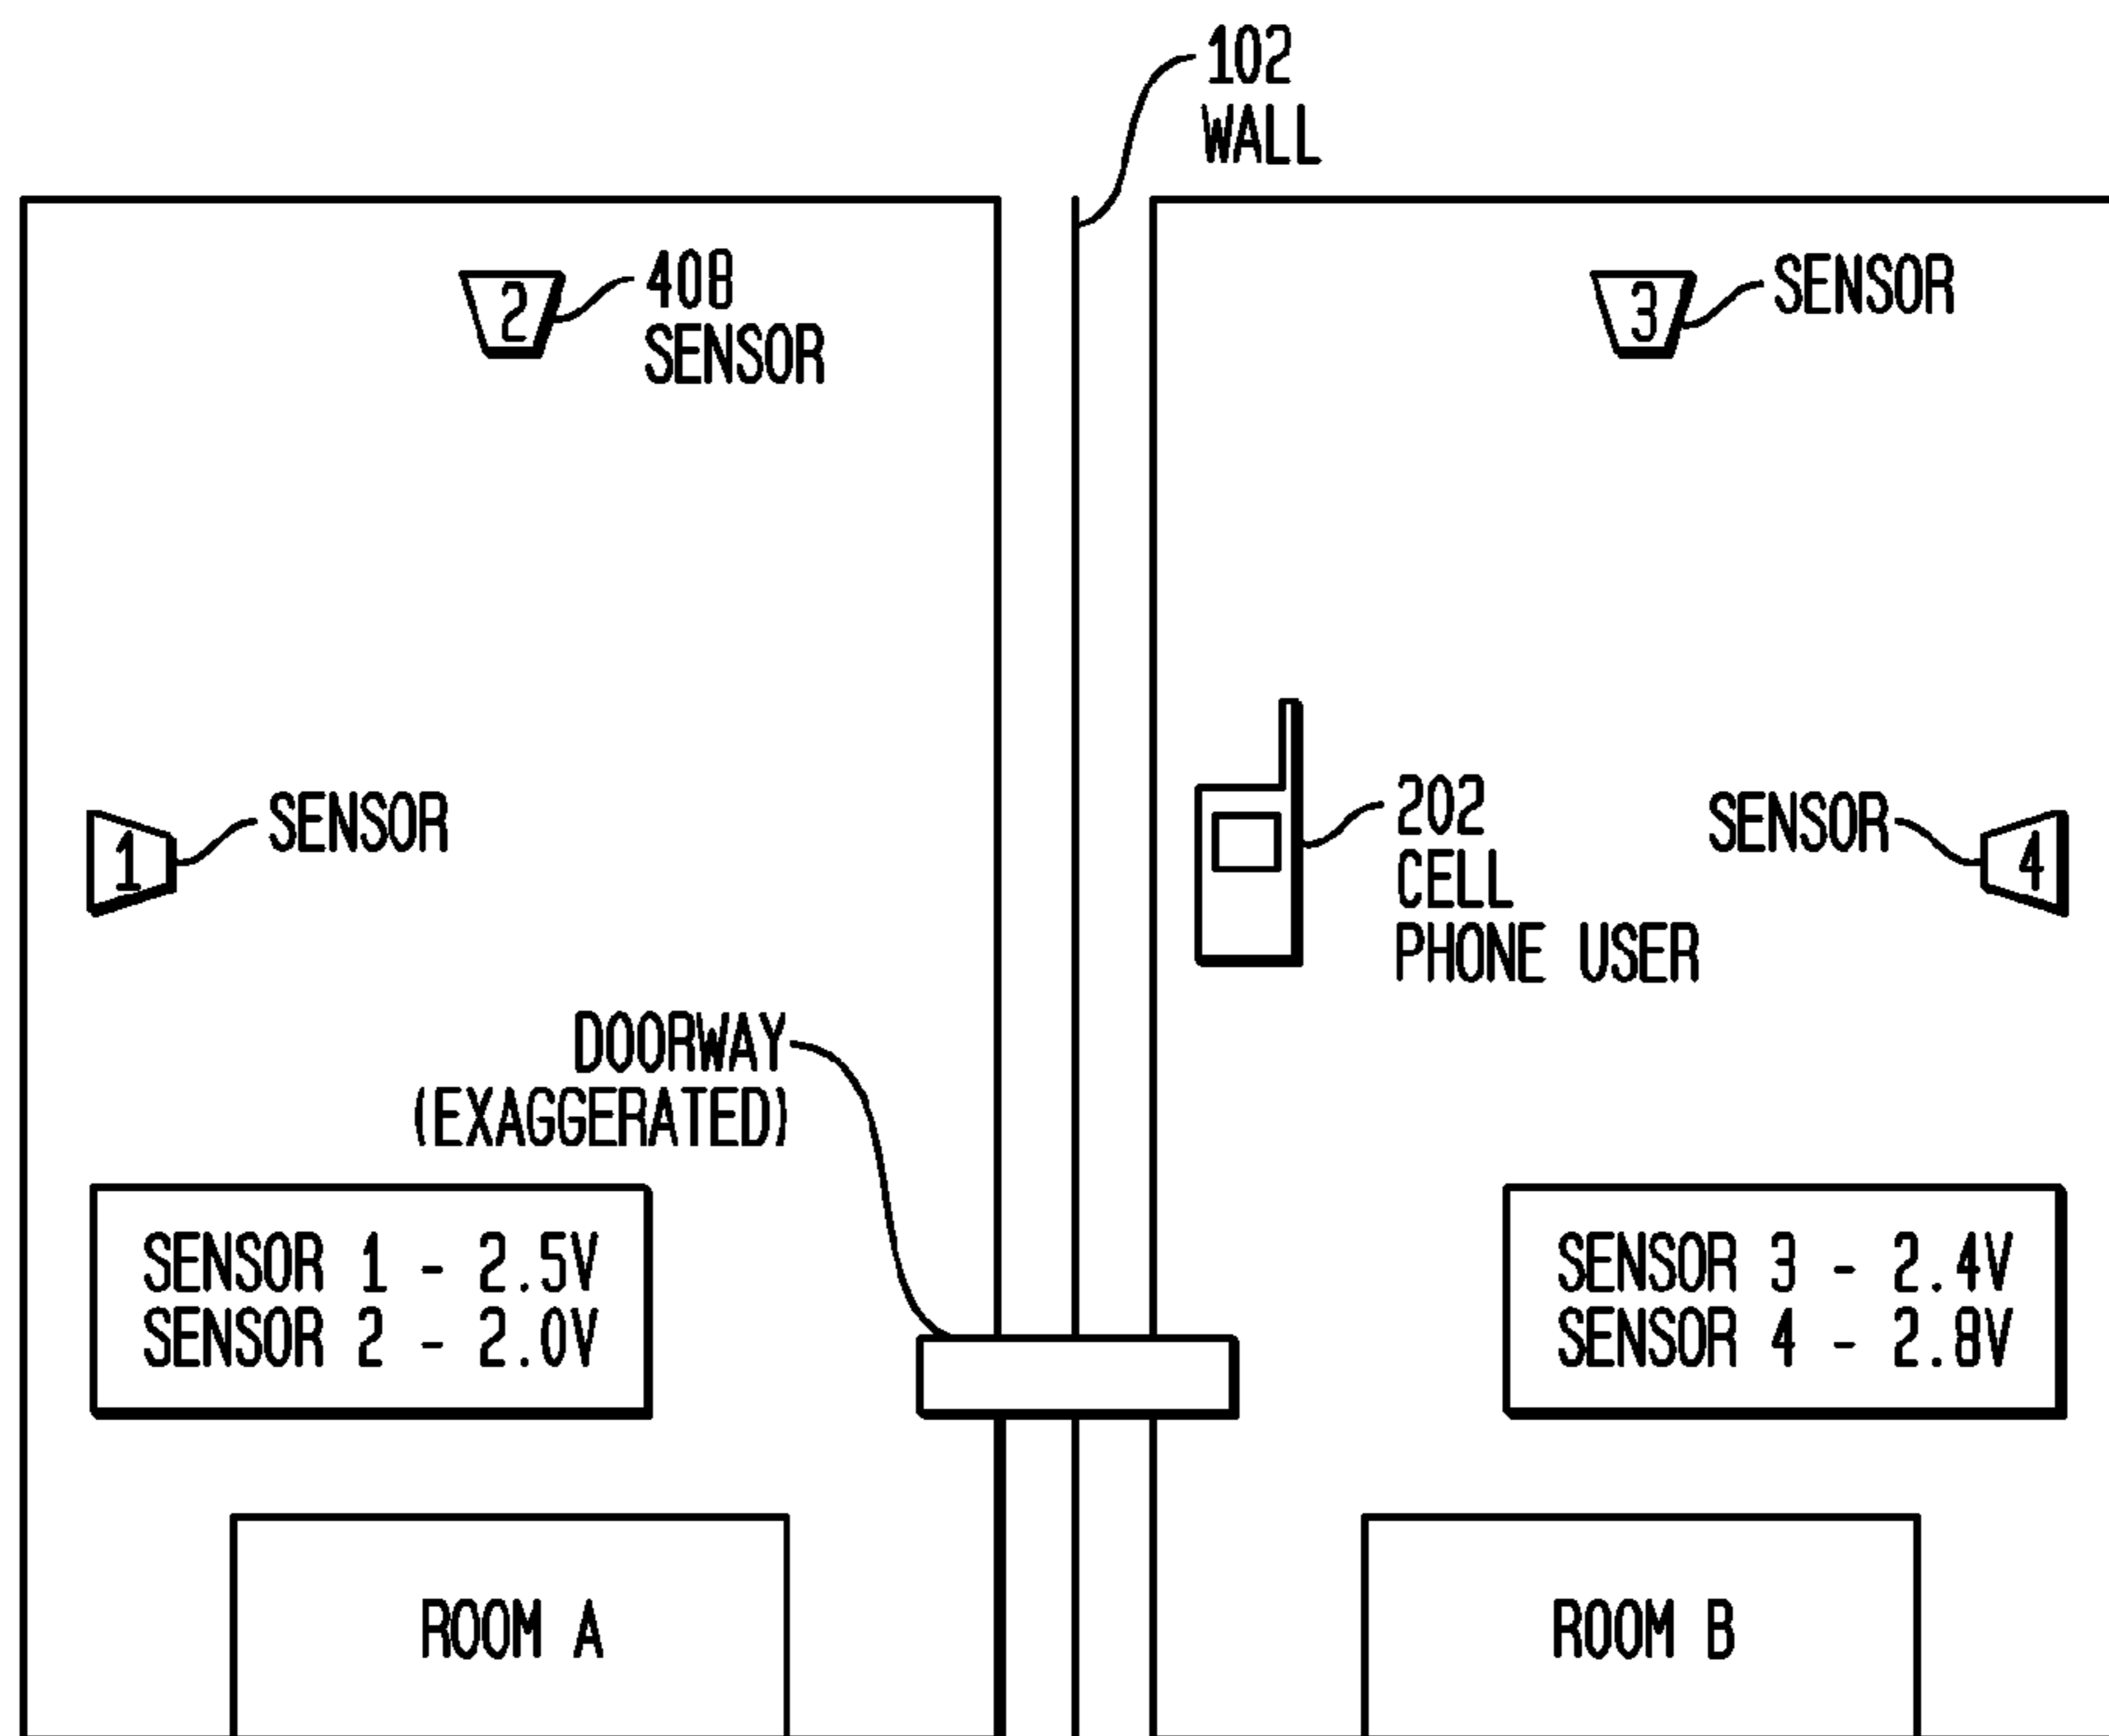 102
WALL
2
40B
SENSOR
3
SENSOR
1
SENSOR
202
CELL
PHONE USER
SENSOR
4
DOORWAY
(EXAGGERATED)
SENSOR 1 - 2.5V
SENSOR 2 - 2.0V
SENSOR 3 - 2.4V
SENSOR 4 - 2.8V
ROOM A
ROOM B